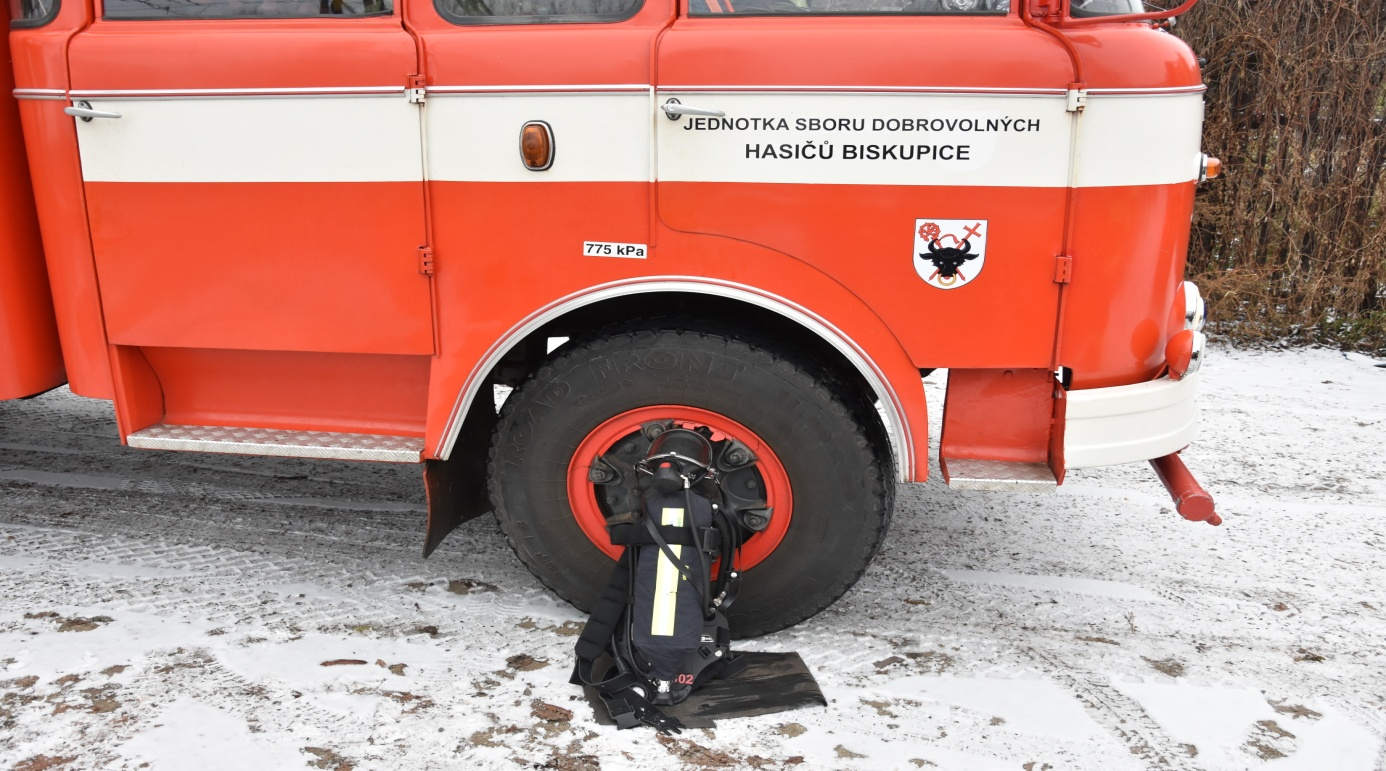 JEDNOTKA SBORU DOBROVOLNÝCH
HASIČŮ BISKUPICE
775 kPa